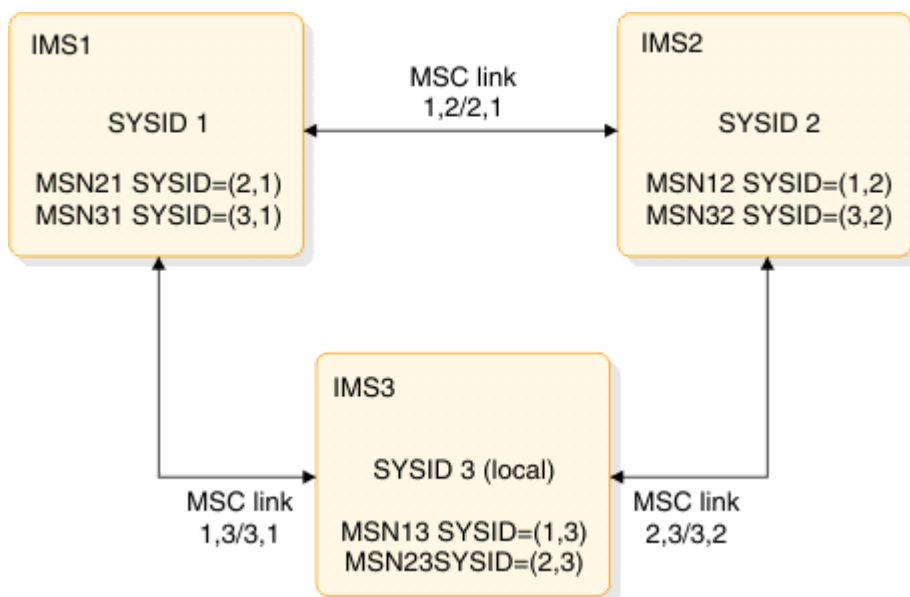 IMS1
SYSID 1
MSN21 SYSID=(2,1)
MSN31 SYSID=(3,1)
MSC link
1,2/2,1
IMS2
SYSID 2
MSN12 SYSID=(1,2)
MSN32 SYSID=(3,2)
IMS3
SYSID 3 (local)
MSN13 SYSID=(1,3)
MSN23SYSID=(2,3)
MSC link
1,3/3,1
MSC link
2,3/3,2